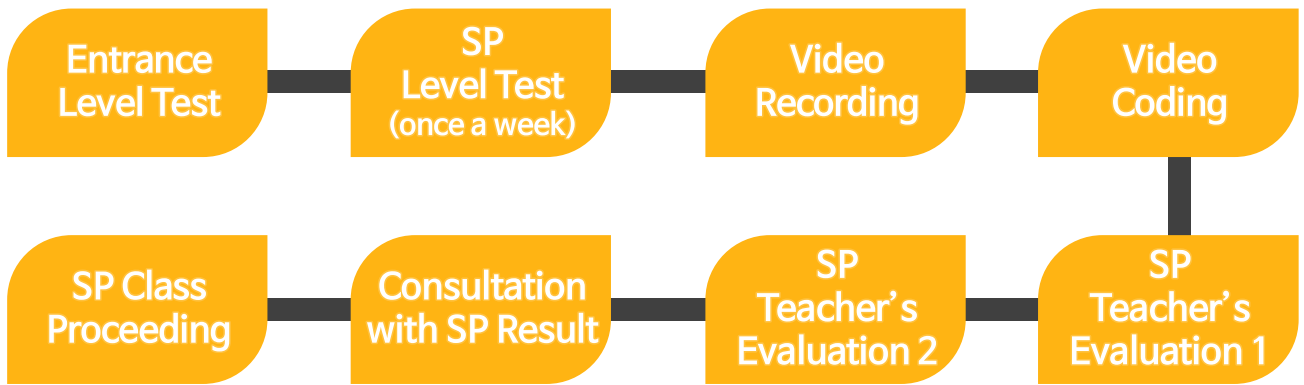 Entrance
Level Test
SP
Level Test
(once a week)
Video
Recording
Video
Coding
SP
Teacher’s
Evaluation 1
SP
Teacher’s
Evaluation 2
Consultation
with SP Result
SP Class
Proceeding